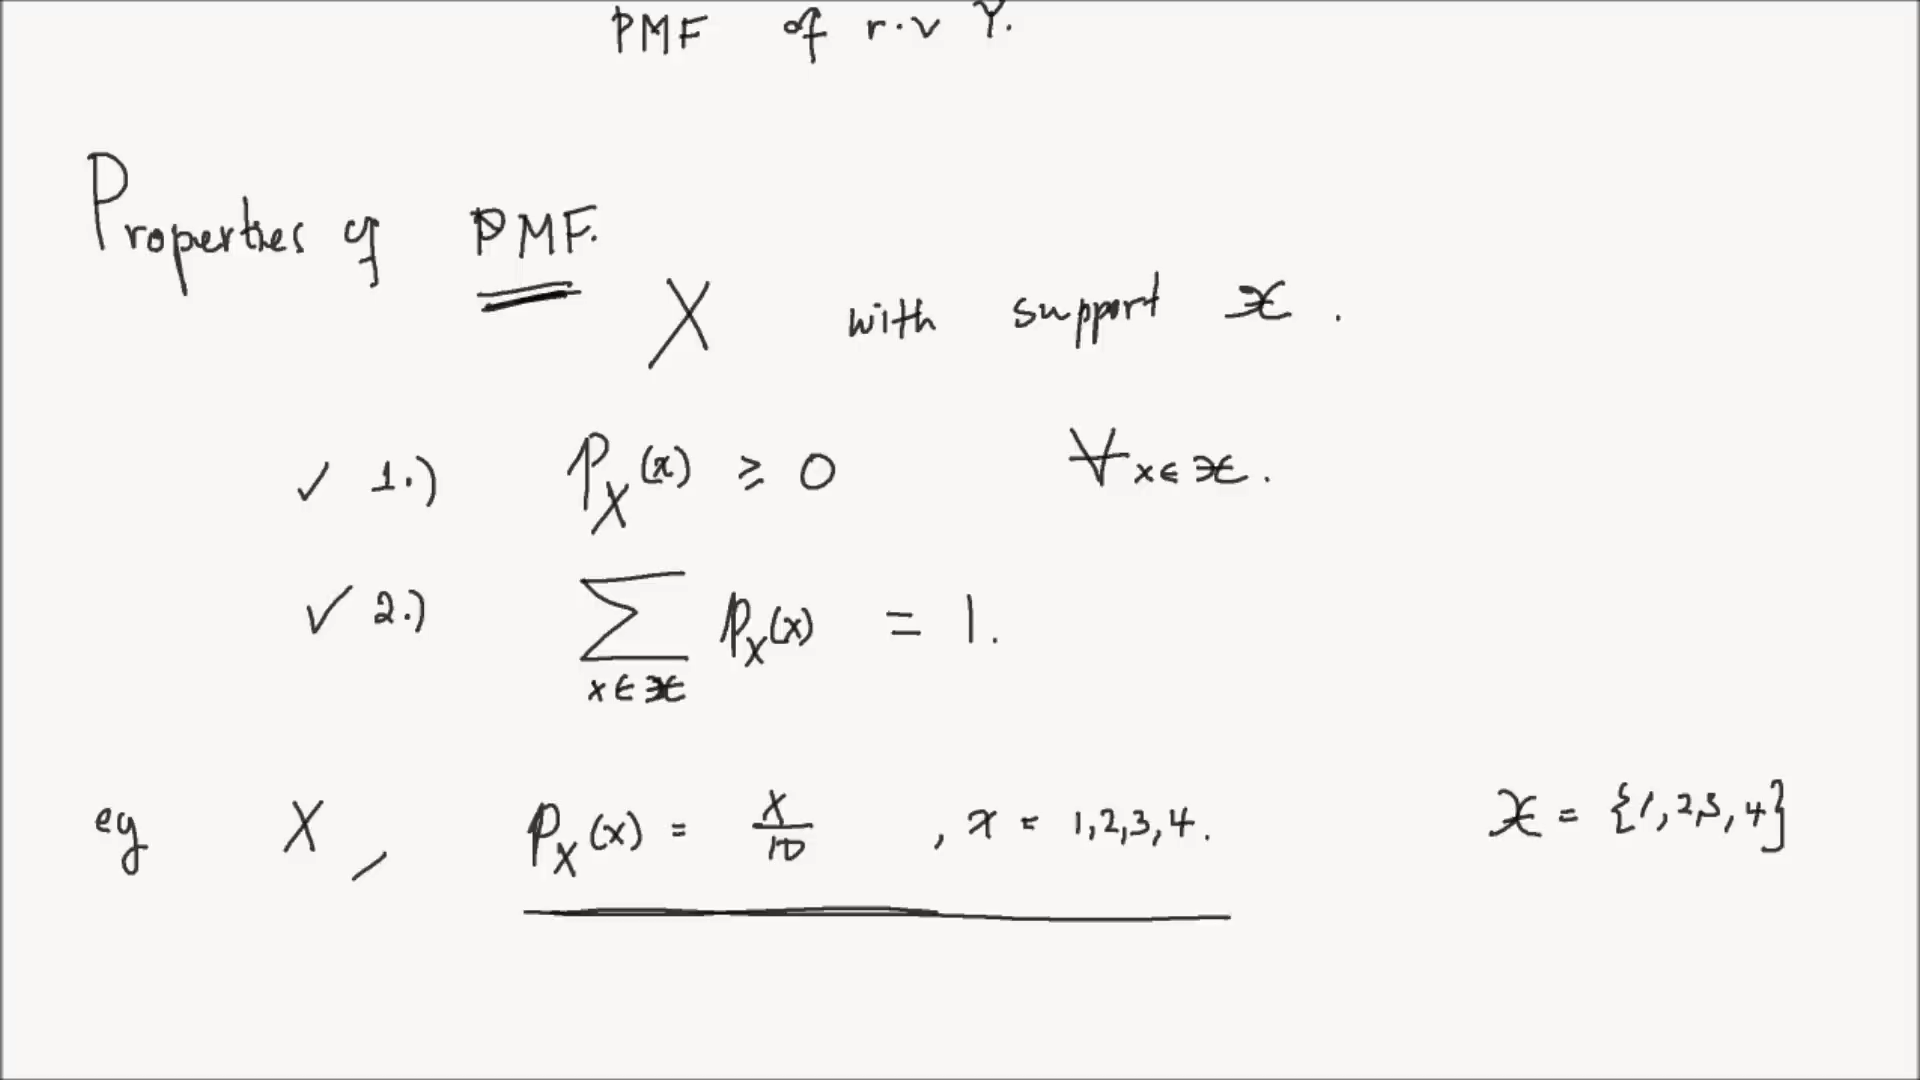 PMF of r.v Y.
Properties of PMF.
X with support 𝒳.
✓ 1.) P_X(x) ≥ 0 ∀x∈𝒳.
✓ 2.) ∑_{x∈𝒳} P_X(x) = 1.
eg X, P_X(x) = x/10, x = 1,2,3,4. 𝒳 = {1,2,3,4}